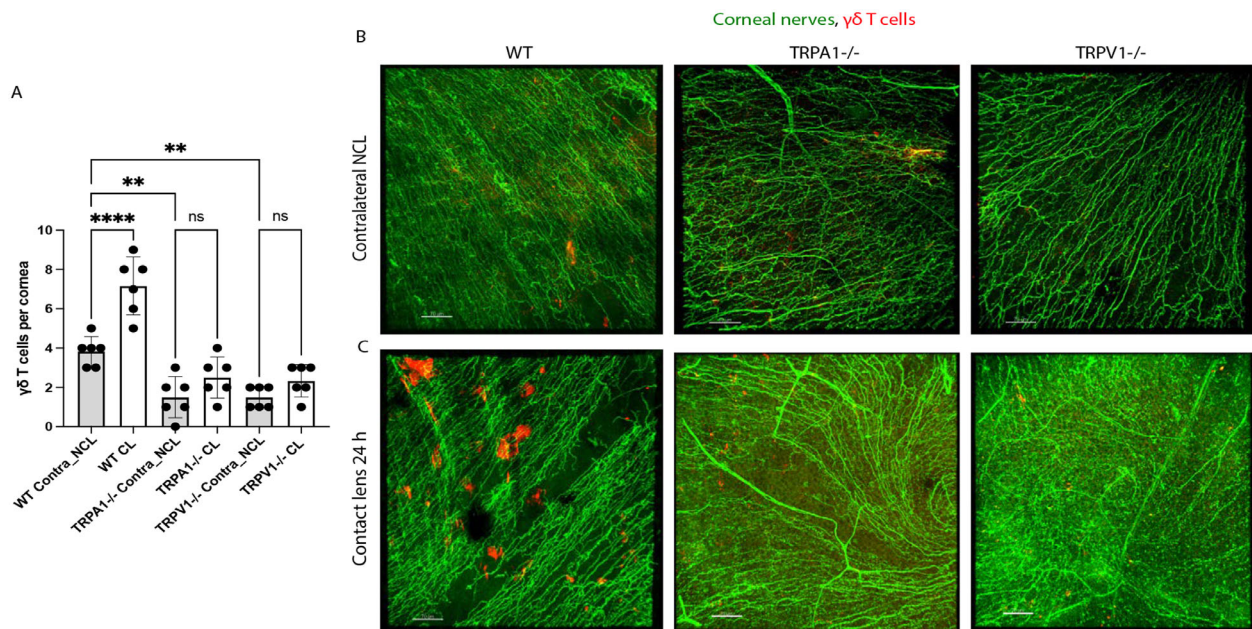 Corneal nerves, γδ T cells
B
WT
TRPA1-/-
TRPV1-/-
A
Contralateral NCL
**
**
****
ns
ns
γδ T cells per cornea
10
8
6
4
2
0
WT Contra_NCL
WT CL
TRPA1-/- Contra_NCL
TRPA1-/- CL
TRPV1-/- Contra_NCL
TRPV1-/- CL
C
Contact lens 24 h